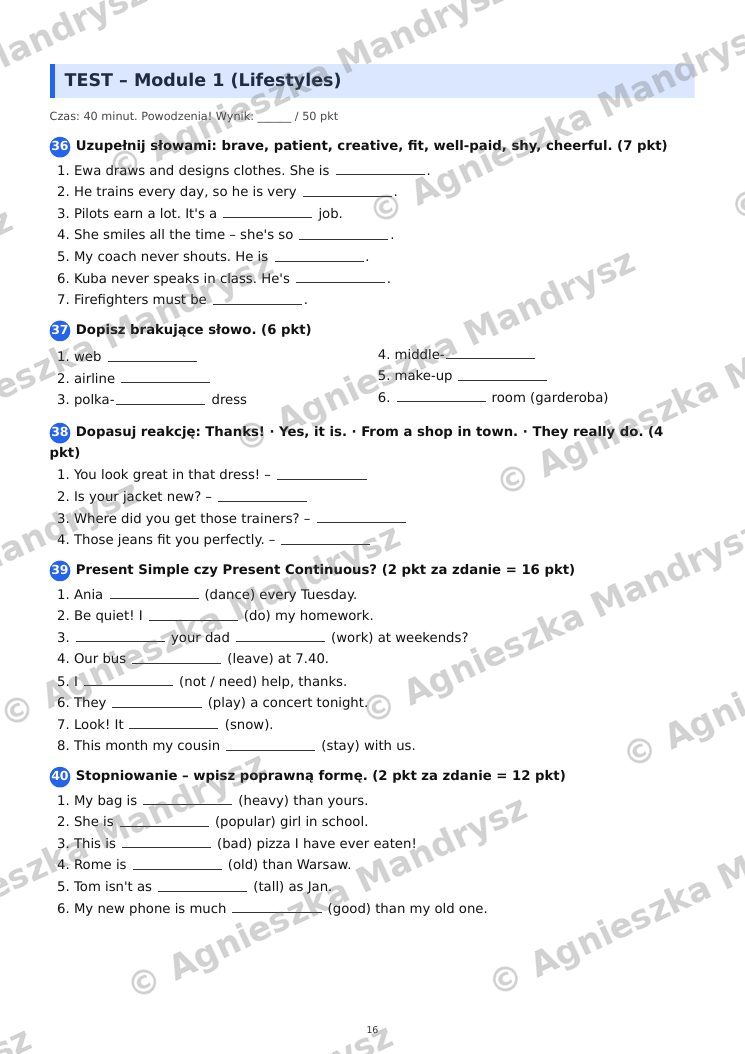 TEST – Module 1 (Lifestyles)
Czas: 40 minut. Powodzenia! Wynik: ______ / 50 pkt
36 Uzupełnij słowami: brave, patient, creative, fit, well-paid, shy, cheerful. (7 pkt)
1. Ewa draws and designs clothes. She is ____________.
2. He trains every day, so he is very ____________.
3. Pilots earn a lot. It's a ____________ job.
4. She smiles all the time – she's so ____________.
5. My coach never shouts. He is ____________.
6. Kuba never speaks in class. He's ____________.
7. Firefighters must be ____________.
37 Dopisz brakujące słowo. (6 pkt)
1. web ____________
2. airline ____________
3. polka-____________ dress
4. middle-____________
5. make-up ____________
6. ____________ room (garderoba)
38 Dopasuj reakcję: Thanks! · Yes, it is. · From a shop in town. · They really do. (4
pkt)
1. You look great in that dress! – ____________
2. Is your jacket new? – ____________
3. Where did you get those trainers? – ____________
4. Those jeans fit you perfectly. – ____________
39 Present Simple czy Present Continuous? (2 pkt za zdanie = 16 pkt)
1. Ania ____________ (dance) every Tuesday.
2. Be quiet! I ____________ (do) my homework.
3. ____________ your dad ____________ (work) at weekends?
4. Our bus ____________ (leave) at 7.40.
5. I ____________ (not / need) help, thanks.
6. They ____________ (play) a concert tonight.
7. Look! It ____________ (snow).
8. This month my cousin ____________ (stay) with us.
40 Stopniowanie – wpisz poprawną formę. (2 pkt za zdanie = 12 pkt)
1. My bag is ____________ (heavy) than yours.
2. She is ____________ (popular) girl in school.
3. This is ____________ (bad) pizza I have ever eaten!
4. Rome is ____________ (old) than Warsaw.
5. Tom isn't as ____________ (tall) as Jan.
6. My new phone is much ____________ (good) than my old one.
16
© Agnieszka Mandrysz